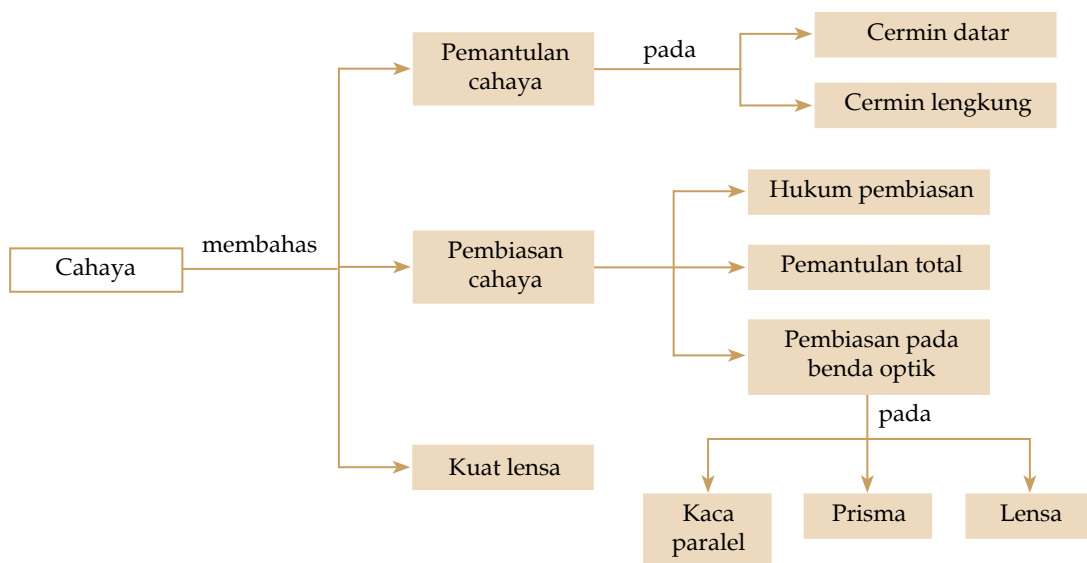 Cahaya
membahas
Pemantulan
cahaya
pada
Cermin datar
Cermin lengkung
Pembiasan
cahaya
Hukum pembiasan
Pemantulan total
Pembiasan pada
benda optik
pada
Kaca
paralel
Prisma
Lensa
Kuat lensa